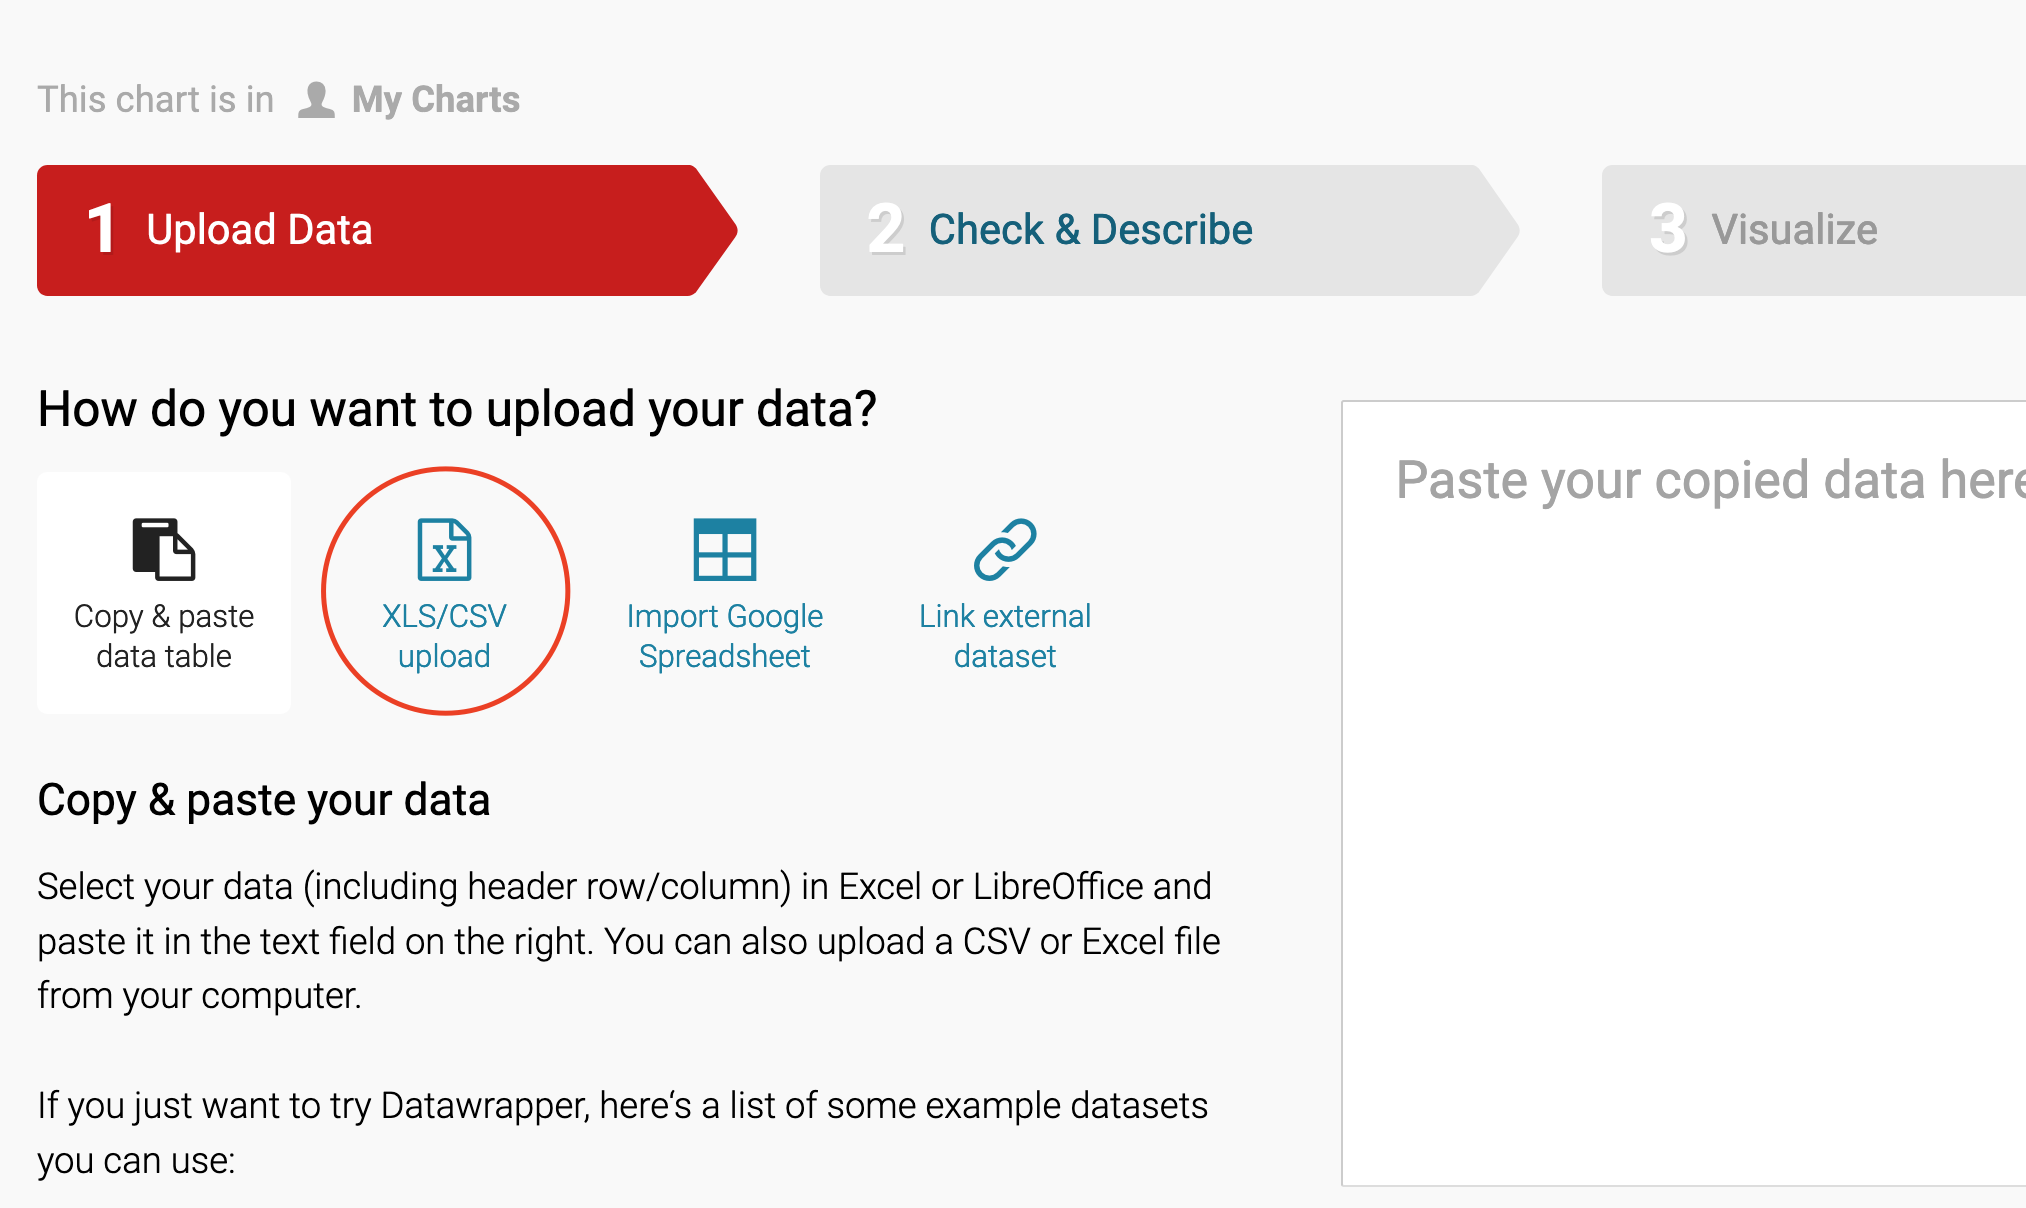 This chart is in My Charts
1 Upload Data
2 Check & Describe
3 Visualize
How do you want to upload your data?
Copy & paste
data table
X
XLS/CSV
upload
Import Google
Spreadsheet
Link external
dataset
Paste your copied data here
Copy & paste your data
Select your data (including header row/column) in Excel or LibreOffice and
paste it in the text field on the right. You can also upload a CSV or Excel file
from your computer.
If you just want to try Datawrapper, here‘s a list of some example datasets
you can use: